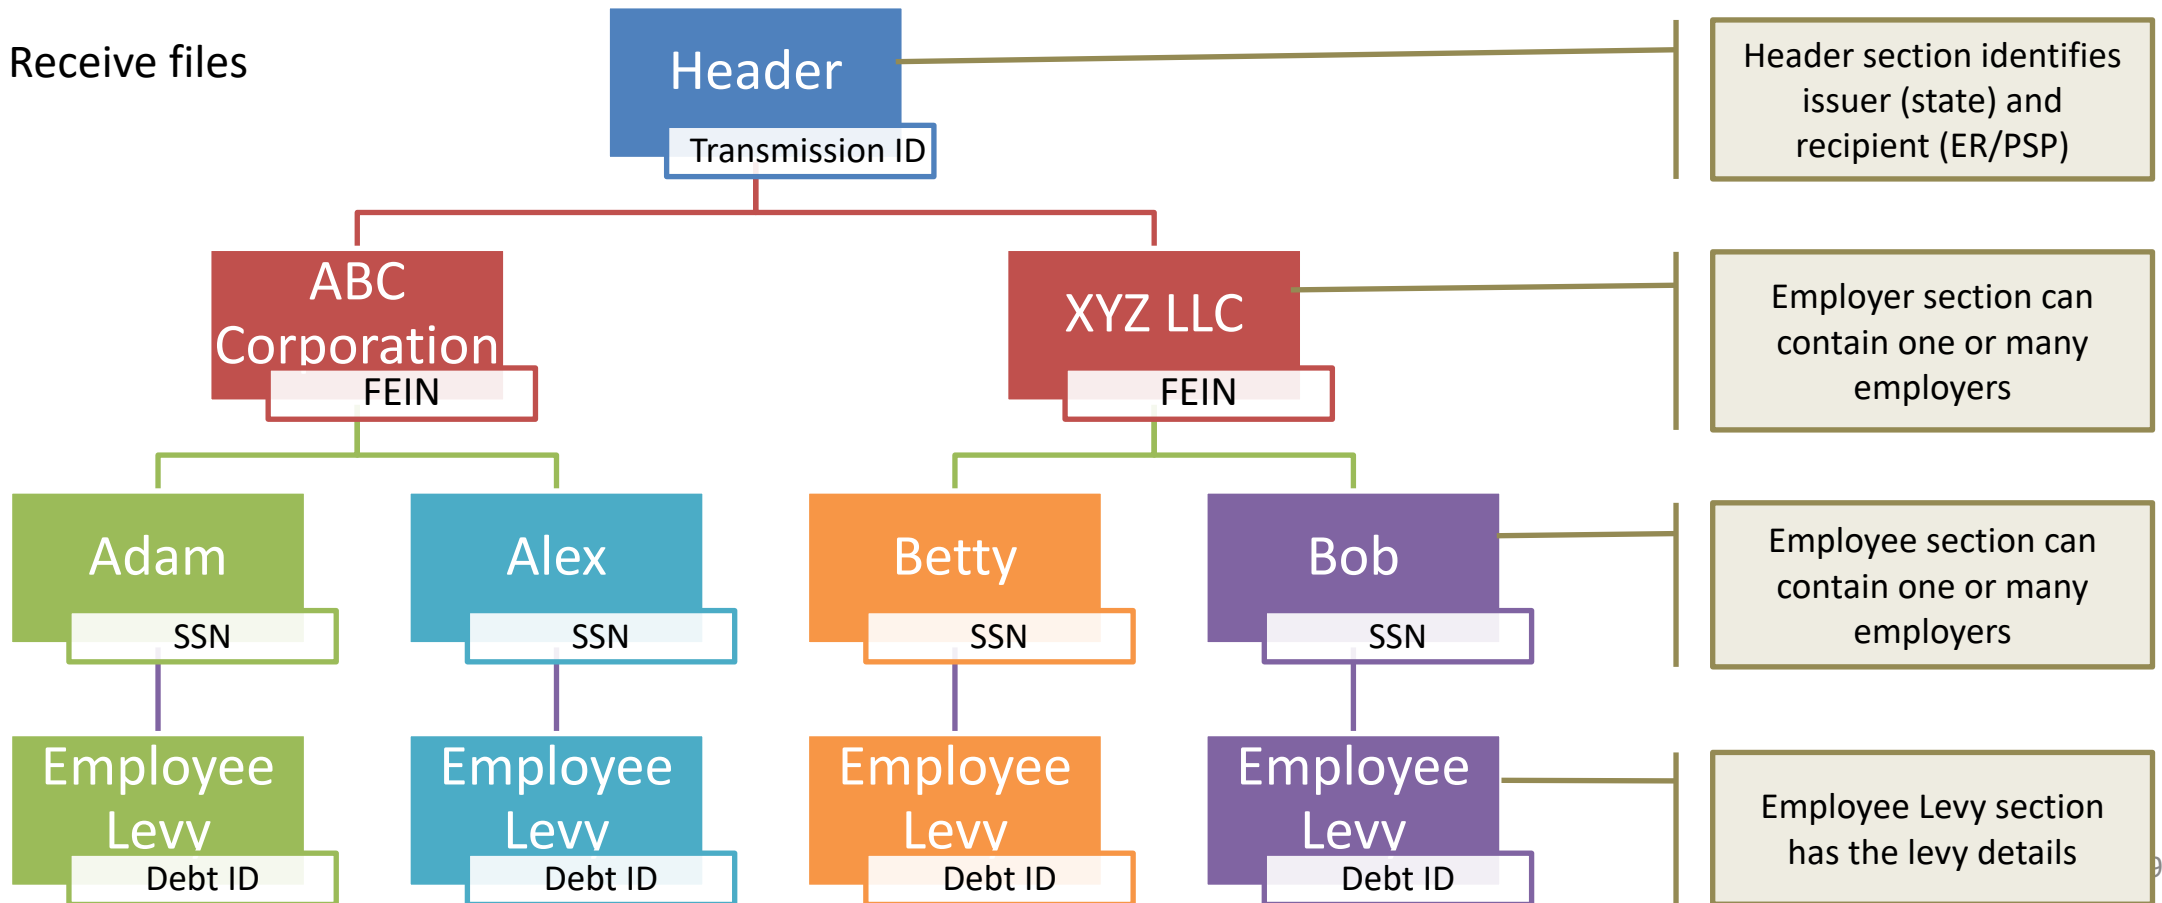 Receive files
Header
Transmission ID
Header section identifies
issuer (state) and
recipient (ER/PSP)
ABC
Corporation
FEIN
XYZ LLC
FEIN
Employer section can
contain one or many
employers
Adam
SSN
Alex
SSN
Betty
SSN
Bob
SSN
Employee section can
contain one or many
employers
Employee
Levy
Debt ID
Employee
Levy
Debt ID
Employee
Levy
Debt ID
Employee
Levy
Debt ID
Employee Levy section
has the levy details